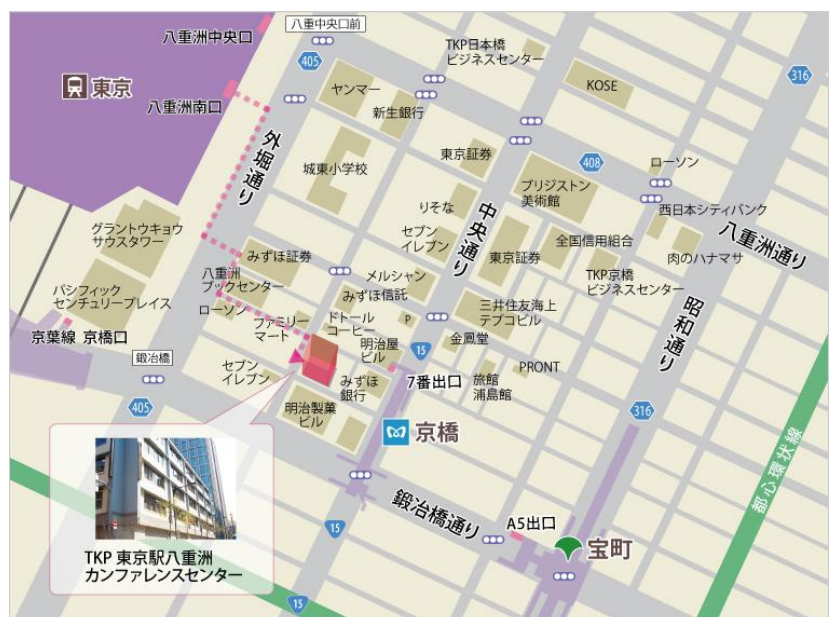 八重洲中央口
八重中央口前
405
東京
八重洲南口
外堀通り
ヤンマー
新生銀行
TKP日本橋
ビジネスセンター
KOSE
316
城東小学校
東京証券
408
ローソン
ブリジストン
美術館
りそな
セブン
イレブン
中央通り
東京証券
全国信用組合
西日本シティバンク
八重洲通り
肉のハナマサ
TKP京橋
ビジネスセンター
昭和通り
グラントウキョウ
サウスタワー
パシフィック
センチュリープレイス
みずほ証券
八重洲
ブックセンター
ローソン
メルシャン
みずほ信託
ファミリー
マート
ドトール
コーヒー
P
三井住友海上
テプコビル
金鳳堂
明治屋
ビル
15
京葉線 京橋口
鍛冶橋
セブン
イレブン
みずほ
銀行
7番出口
旅館
浦島館
PRONT
405
明治製菓
ビル
京橋
316
都心環状線
鍛冶橋通り
A5出口
宝町
15
TKP 東京駅八重洲
カンファレンスセンター
15